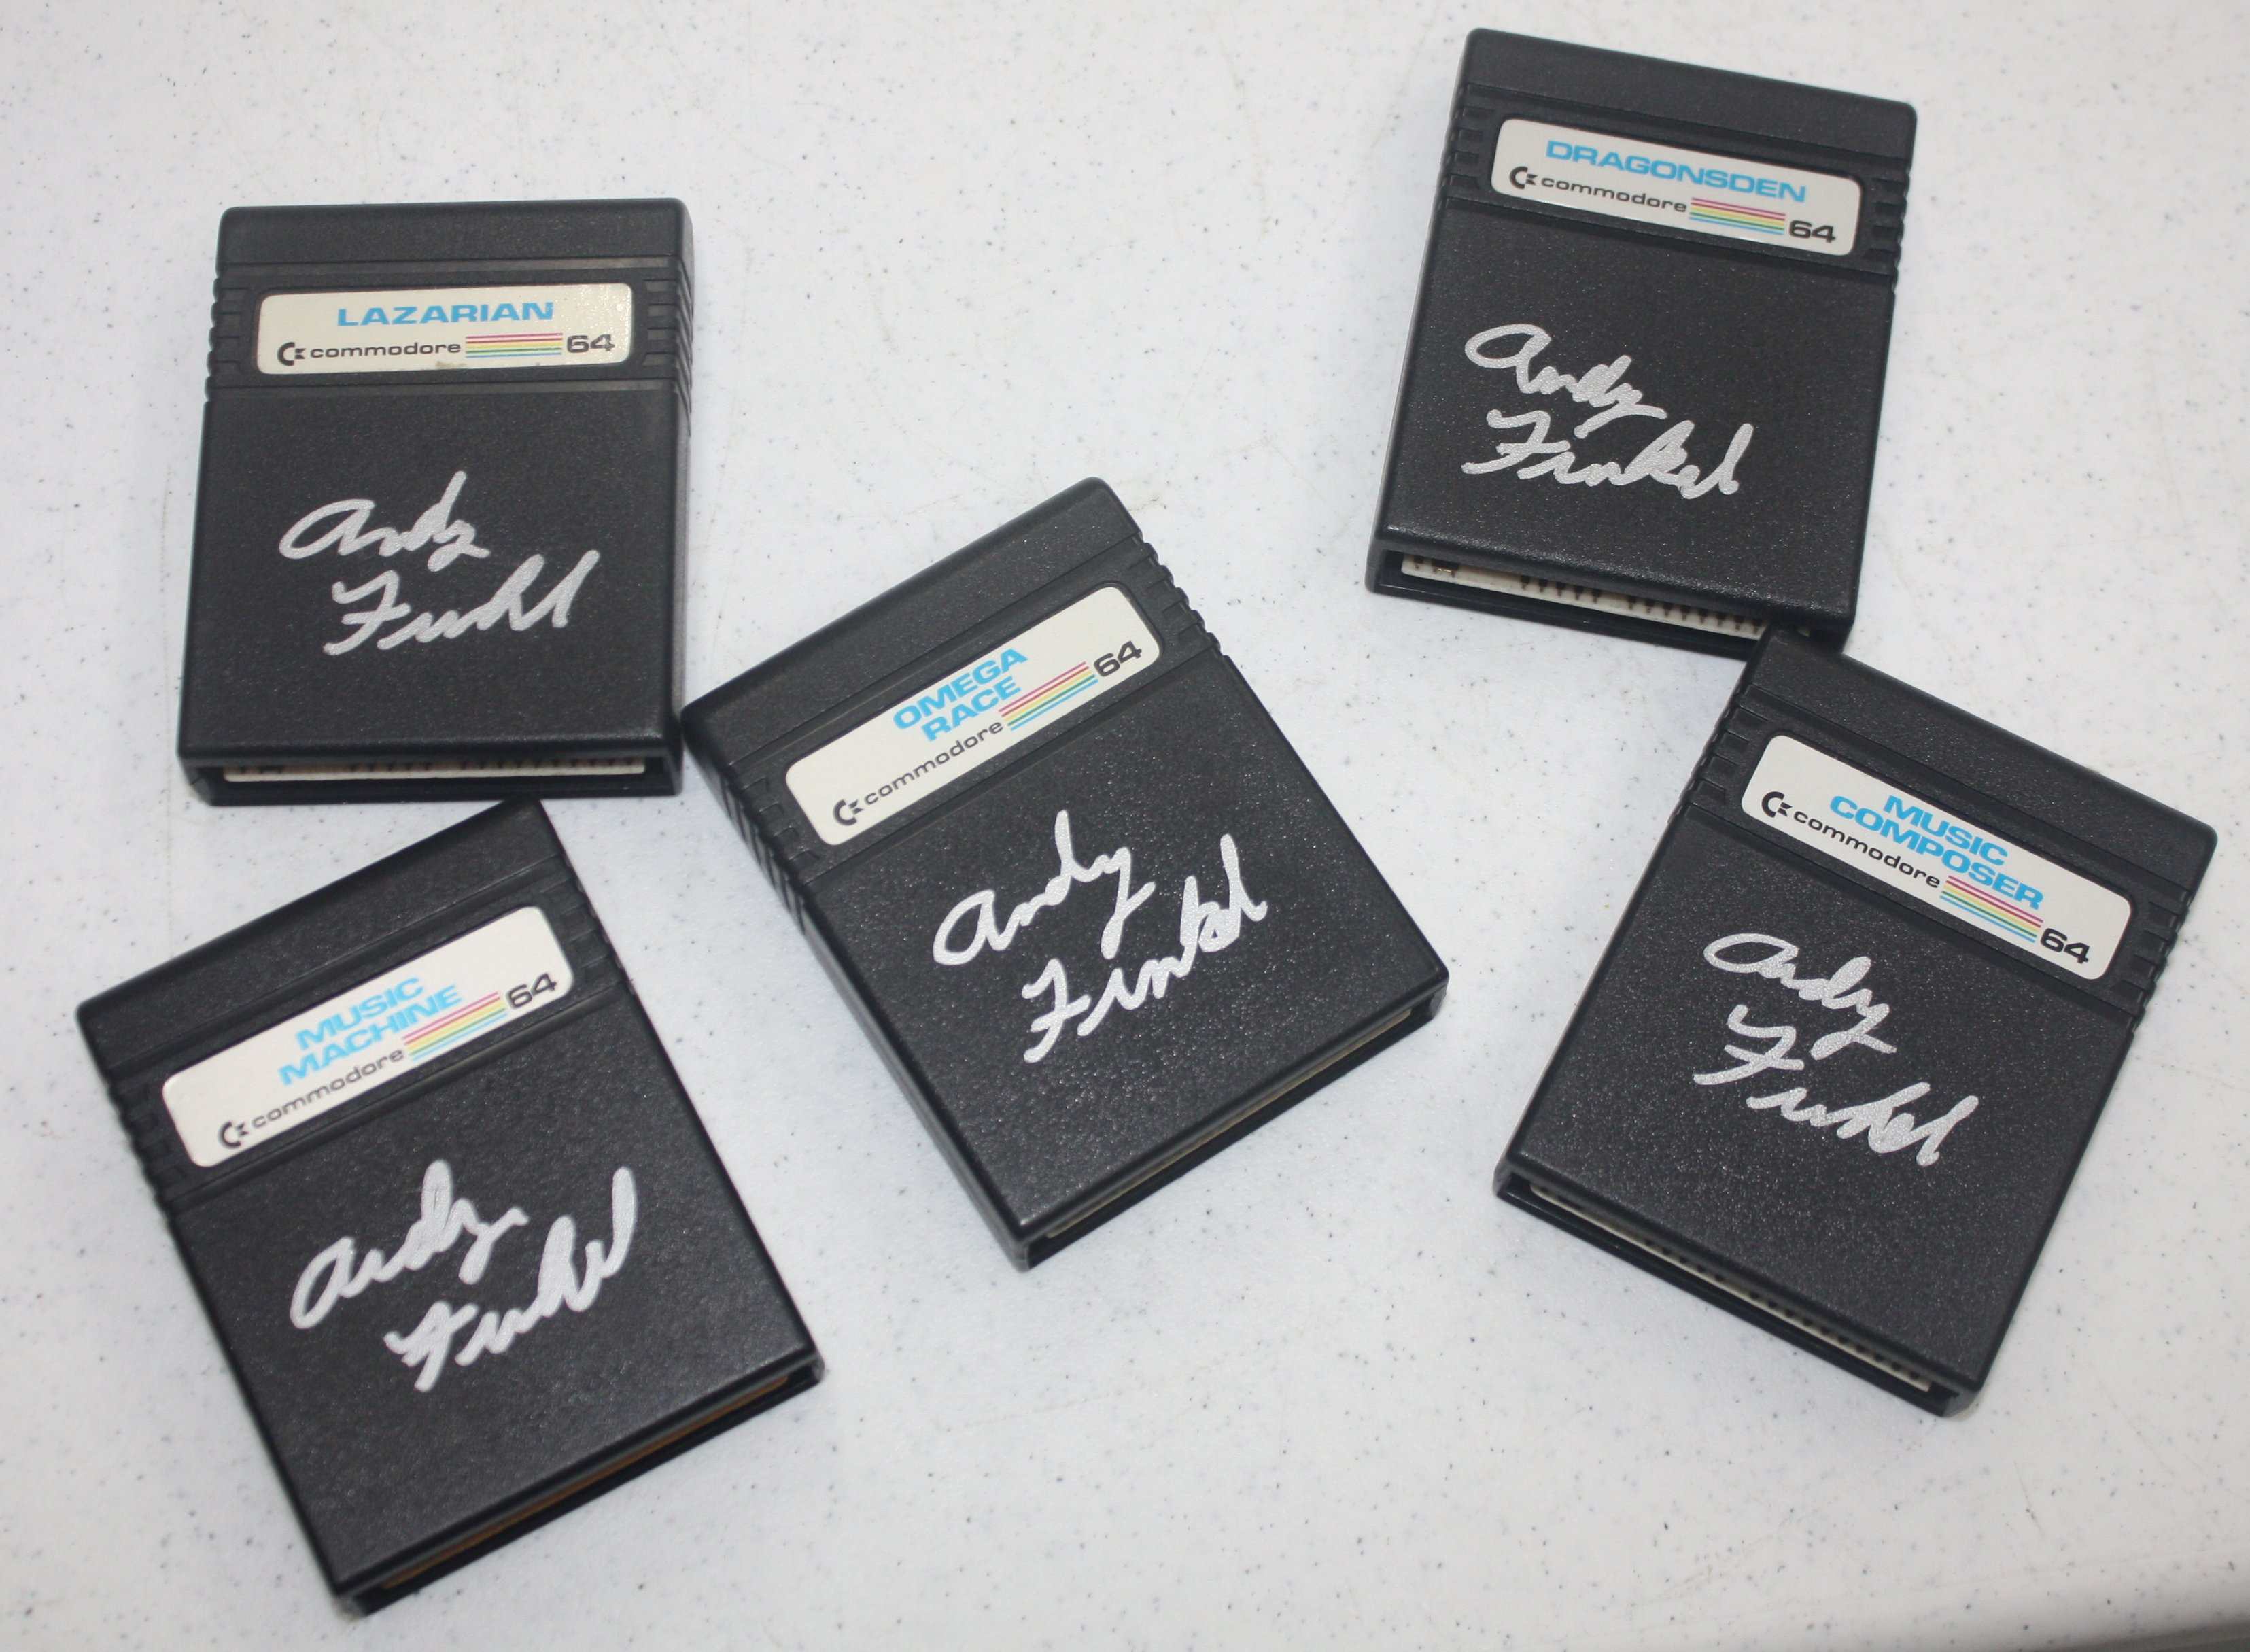 LAZARIAN
commodore 64
Andy
Finkel
DRAGONSDEN
commodore 64
Andy
Finkel
OMEGA
RACE
commodore 64
Andy
Finkel
MUSIC
COMPOSER
commodore 64
Andy
Finkel
MUSIC
MACHINE
commodore 64
Andy
Finkel